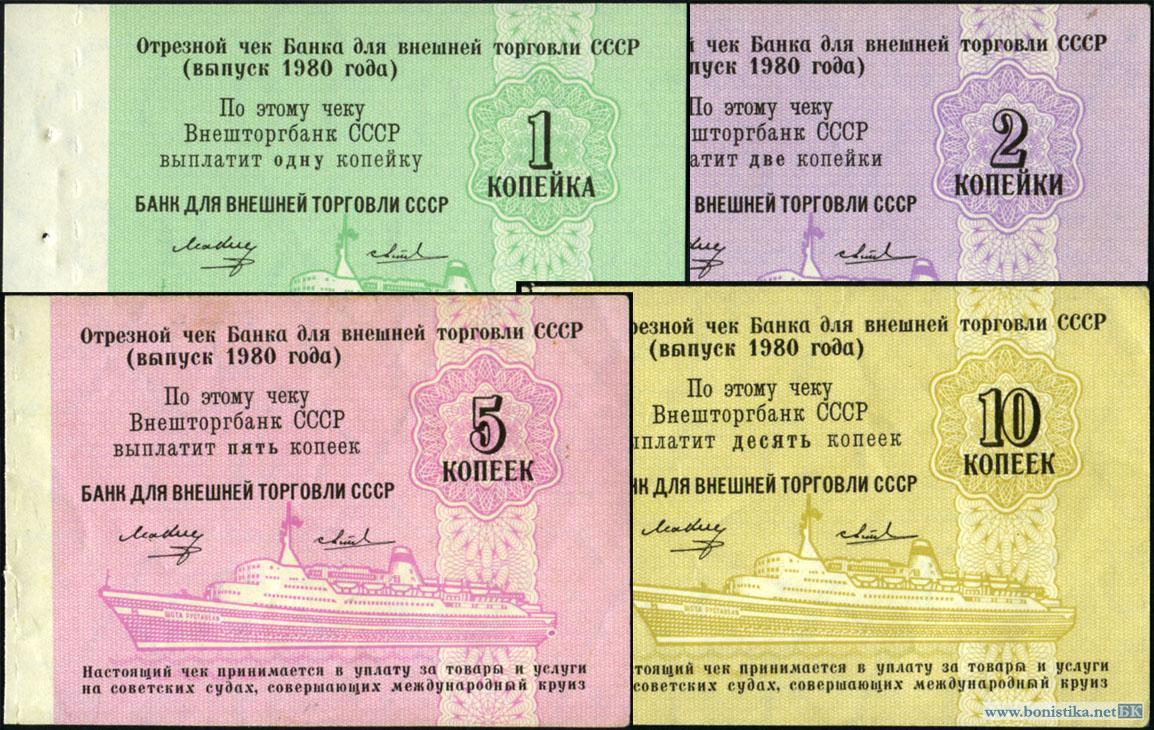 Отрезной чек Банка для внешней торговли СССР
(выпуск 1980 года)
По этому чеку
Внешторгбанк СССР
выплатит одну копейку
1
КОПЕЙКА
БАНК ДЛЯ ВНЕШНЕЙ ТОРГОВЛИ СССР
й чек Банка для внешней торговли СССР
пуск 1980 года)
По этому чеку
шторгбанк СССР
атит две копейки
2
КОПЕЙКИ
ВНЕШНЕЙ ТОРГОВЛИ СССР
Отрезной чек Банка для внешней торговли СССР
(выпуск 1980 года)
По этому чеку
Внешторгбанк СССР
выплатит пять копеек
5
КОПЕЕК
БАНК ДЛЯ ВНЕШНЕЙ ТОРГОВЛИ СССР
ШОТА РУСТАВЕЛИ
Настоящий чек принимается в уплату за товары и услуги
на советских судах, совершающих международный круиз
резной чек Банка для внешней торговли СССР
(выпуск 1980 года)
По этому чеку
Внешторгбанк СССР
ыплатит десять копеек
10
КОПЕЕК
НК ДЛЯ ВНЕШНЕЙ ТОРГОВЛИ СССР
ШОТА РУСТАВЕЛИ
тоящий чек принимается в уплату за товары и услуги
советских судах, совершающих международный круиз
www.bonistika.net БК